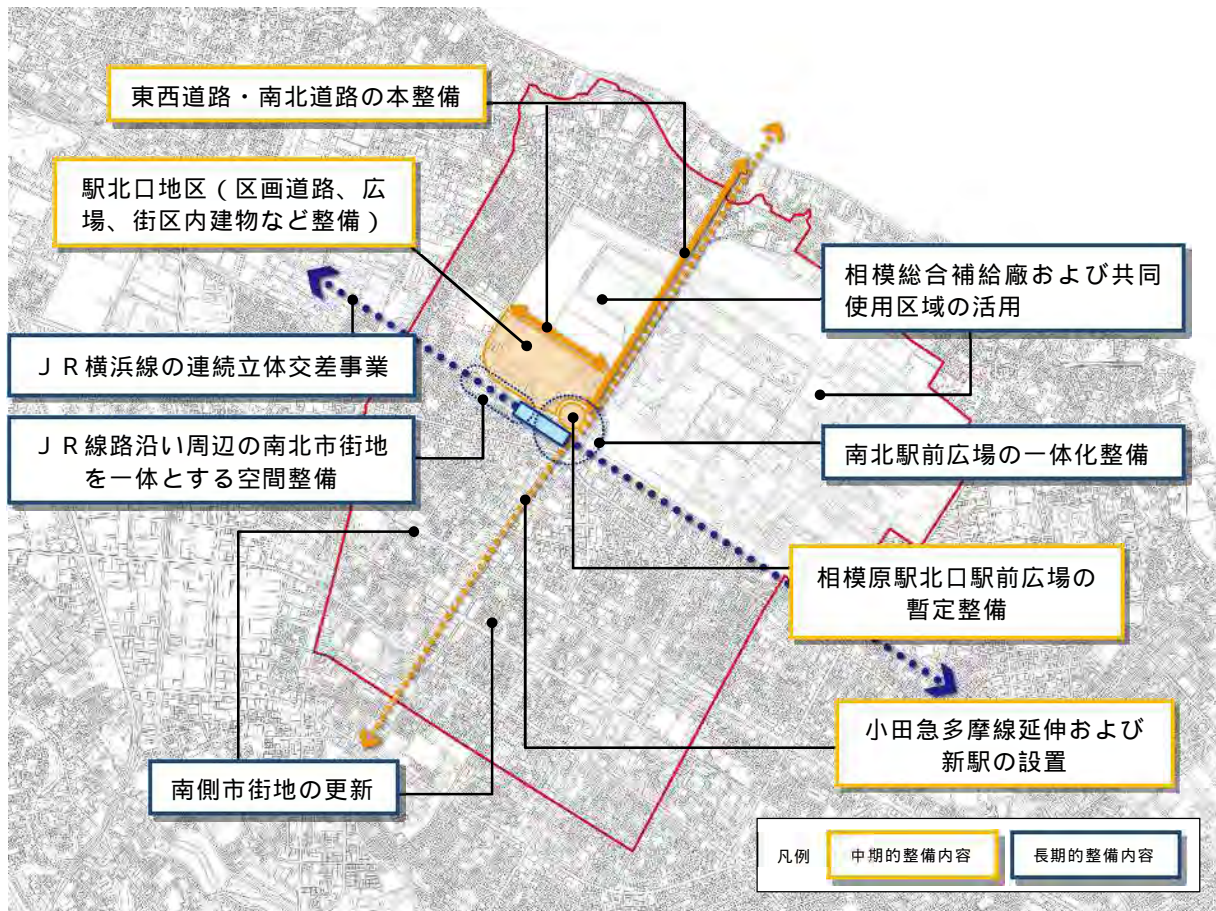 東西道路・南北道路の本整備
駅北口地区(区画道路、広
場、街区内建物など整備)
相模総合補給廠および共同
使用区域の活用
JR横浜線の連続立体交差事業
JR線路沿い周辺の南北市街地
を一体とする空間整備
南北駅前広場の一体化整備
相模原駅北口駅前広場の
暫定整備
小田急多摩線延伸および
新駅の設置
南側市街地の更新
凡例
中期的整備内容
長期的整備内容